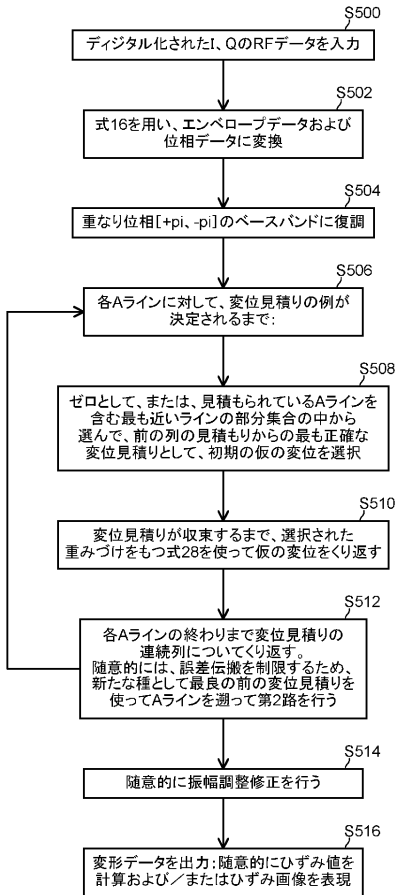 S500
ディジタル化されたI、QのRFデータを入力
S502
式16を用い、エンベロープデータおよび
位相データに変換
S504
重なり位相[+pi、-pi]のベースバンドに復調
S506
各Aラインに対して、変位見積りの例が
決定されるまで:
S508
ゼロとして、または、見積もられているAラインを
含む最も近いラインの部分集合の中から
選んで、前の列の見積もりからの最も正確な
変位見積りとして、初期の仮の変位を選択
S510
変位見積りが収束するまで、選択された
重みづけをもつ式28を使って仮の変位をくり返す
S512
各Aラインの終わりまで変位見積りの
連続列についてくり返す。
随意的には、誤差伝搬を制限するため、
新たな種として最良の前の変位見積りを
使ってAラインを遡って第2路を行う
S514
随意的に振幅調整修正を行う
S516
変形データを出力;随意的にひずみ値を
計算および/またはひずみ画像を表現